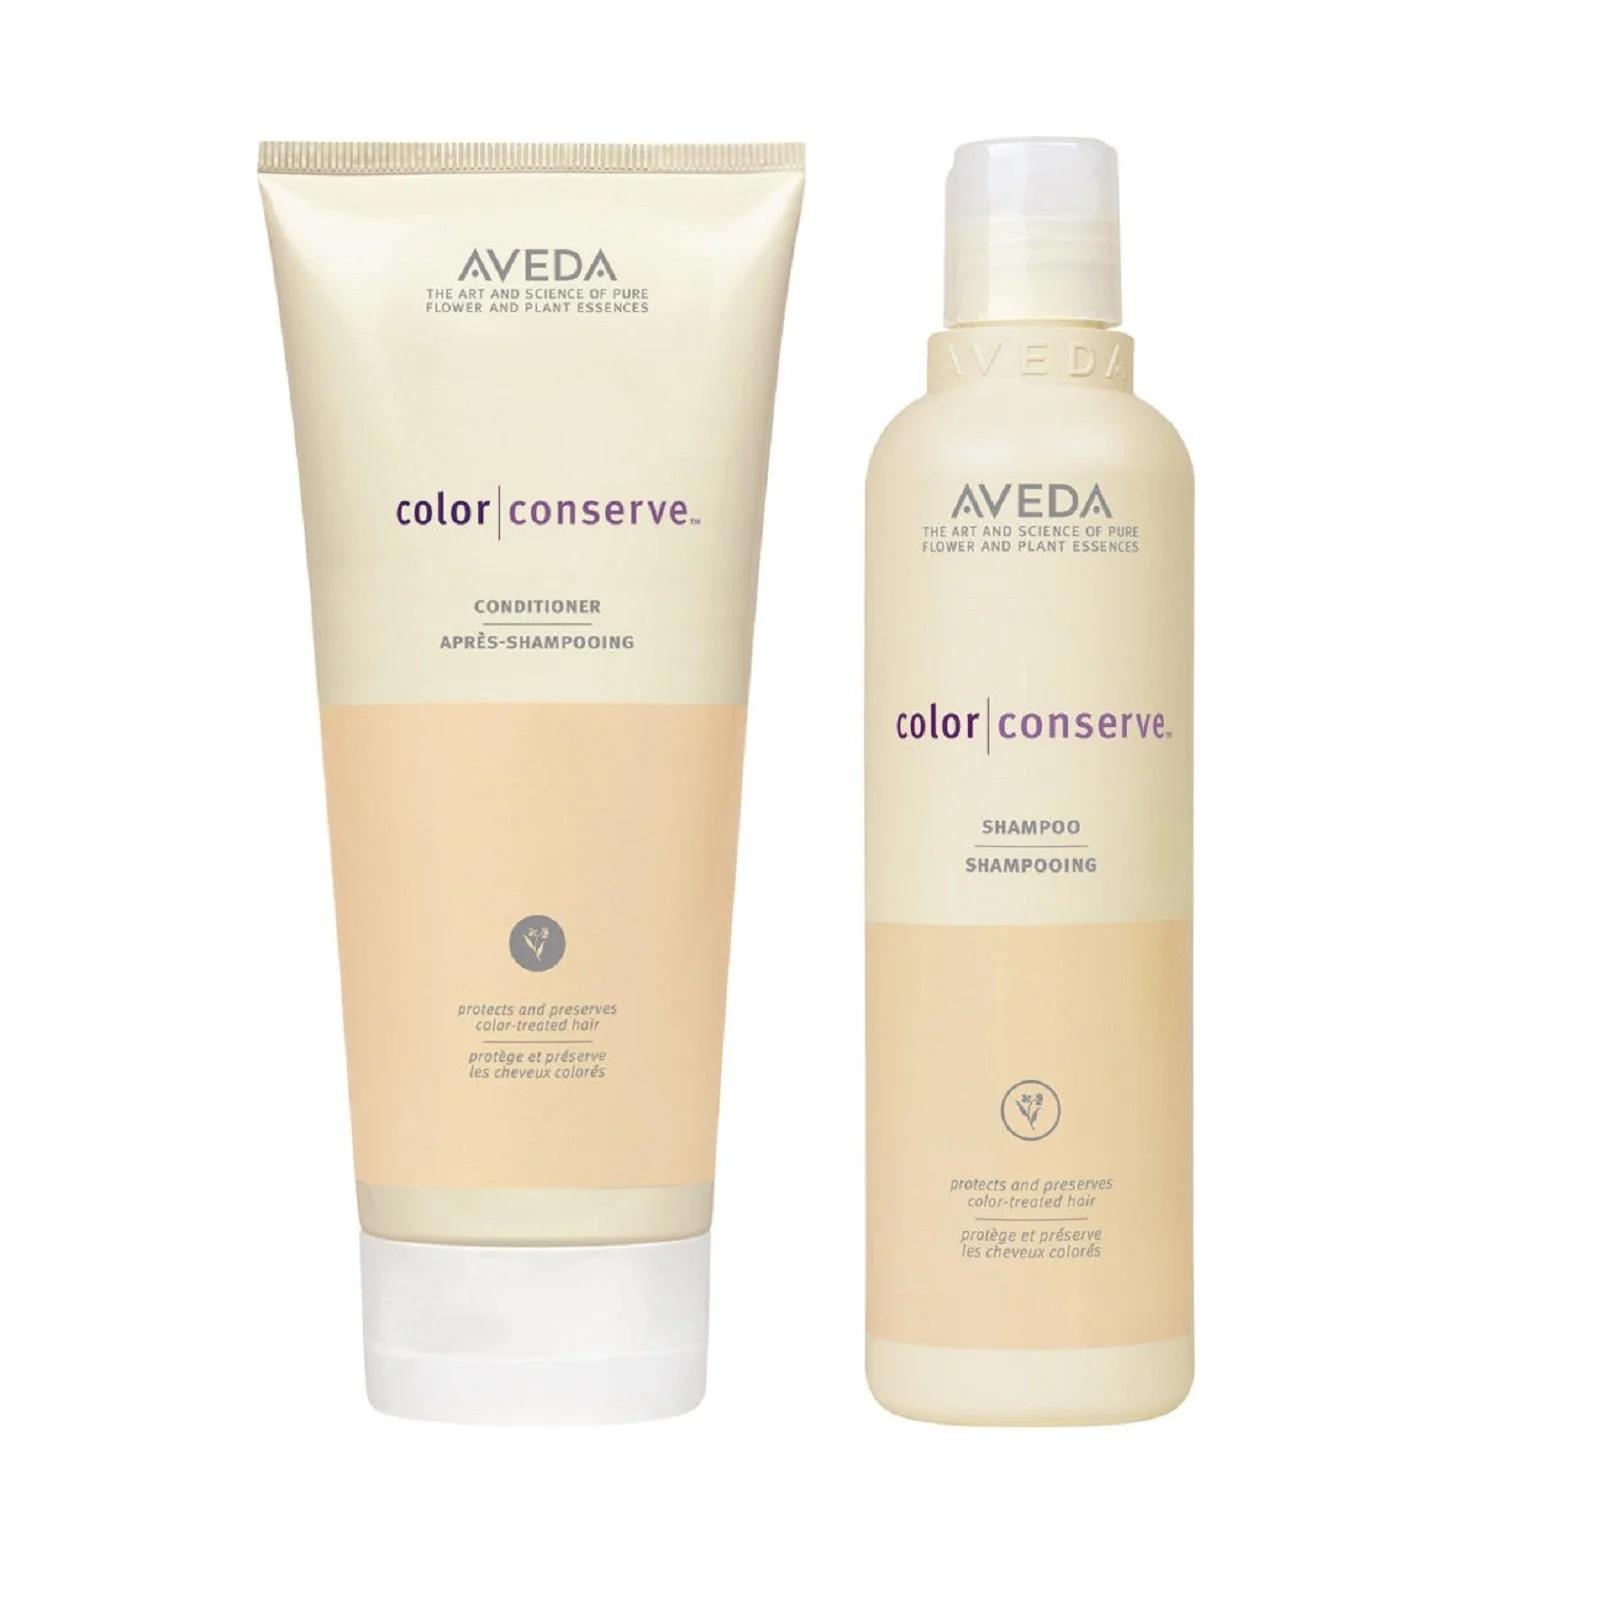 AVEDA
THE ART AND SCIENCE OF PURE
FLOWER AND PLANT ESSENCES
color|conserve™
CONDITIONER
APRÈS-SHAMPOOING
protects and preserves
color-treated hair
protège et préserve
les cheveux colorés
AVEDA
AVEDA
THE ART AND SCIENCE OF PURE
FLOWER AND PLANT ESSENCES
color|conserve™
SHAMPOO
SHAMPOOING
protects and preserves
color-treated hair
protège et préserve
les cheveux colorés